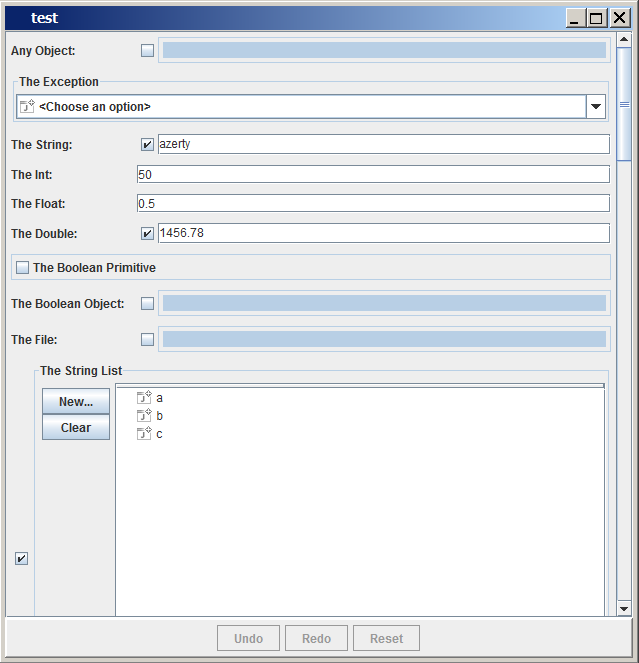 test
Any Object:
The Exception
<Choose an option>
The String: azerty
The Int: 50
The Float: 0.5
The Double: 1456.78
The Boolean Primitive
The Boolean Object:
The File:
The String List
New...
Clear
a
b
c
Undo Redo Reset